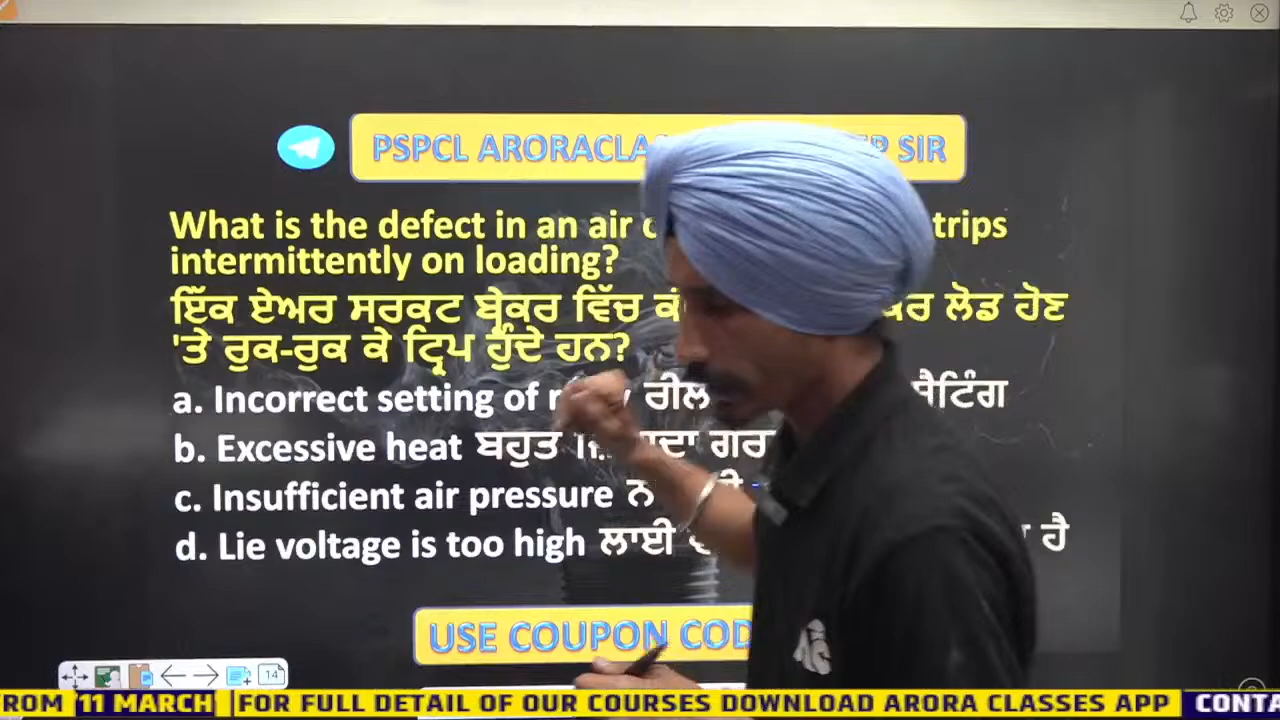 PSPCL ARORACLA SIR
What is the defect in an air trips
intermittently on loading?
ਇੱਕ ਏਅਰ ਸਰਕਟ ਬ੍ਰੇਕਰ ਵਿੱਚ ਲੋਡ ਹੋਣ
'ਤੇ ਰੁਕ-ਰੁਕ ਕੇ ਟ੍ਰਿਪ ਹੁੰਦੇ ਹਨ?
a. Incorrect setting of
b. Excessive heat ਬਹੁਤ
c. Insufficient air pressure
d. Lie voltage is too high ਲਾਈ ਹੈ
USE COUPON COD
14
FROM 11 MARCH FOR FULL DETAIL OF OUR COURSES DOWNLOAD ARORA CLASSES APP CONTA